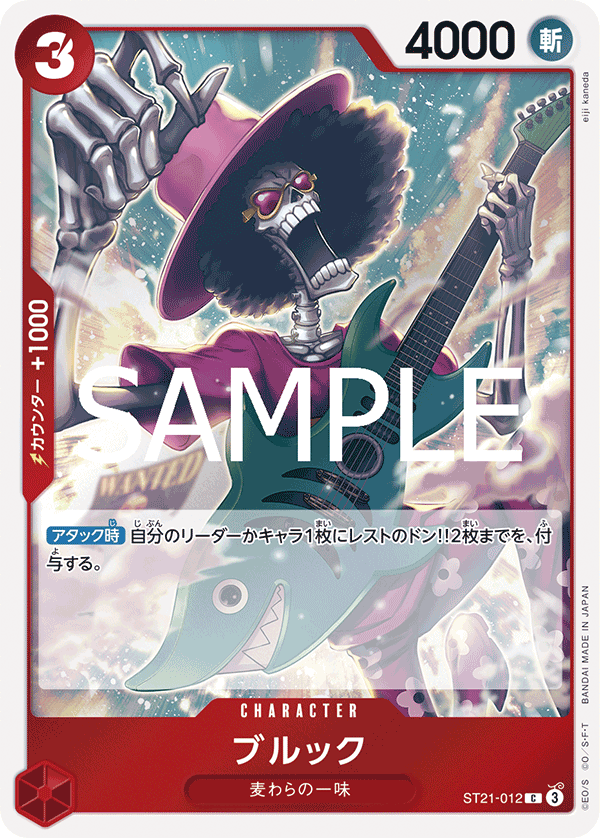 3
4000 斬
eiji kaneda
カウンター +1000
SAMPLE
WANTED
アタック時 自分のリーダーかキャラ1枚にレストのドン!!2枚までを、付
与する。
CHARACTER
ブルック
麦わらの一味
ST21-012 C 3
©EO/S ©O/S・F・T BANDAI MADE IN JAPAN